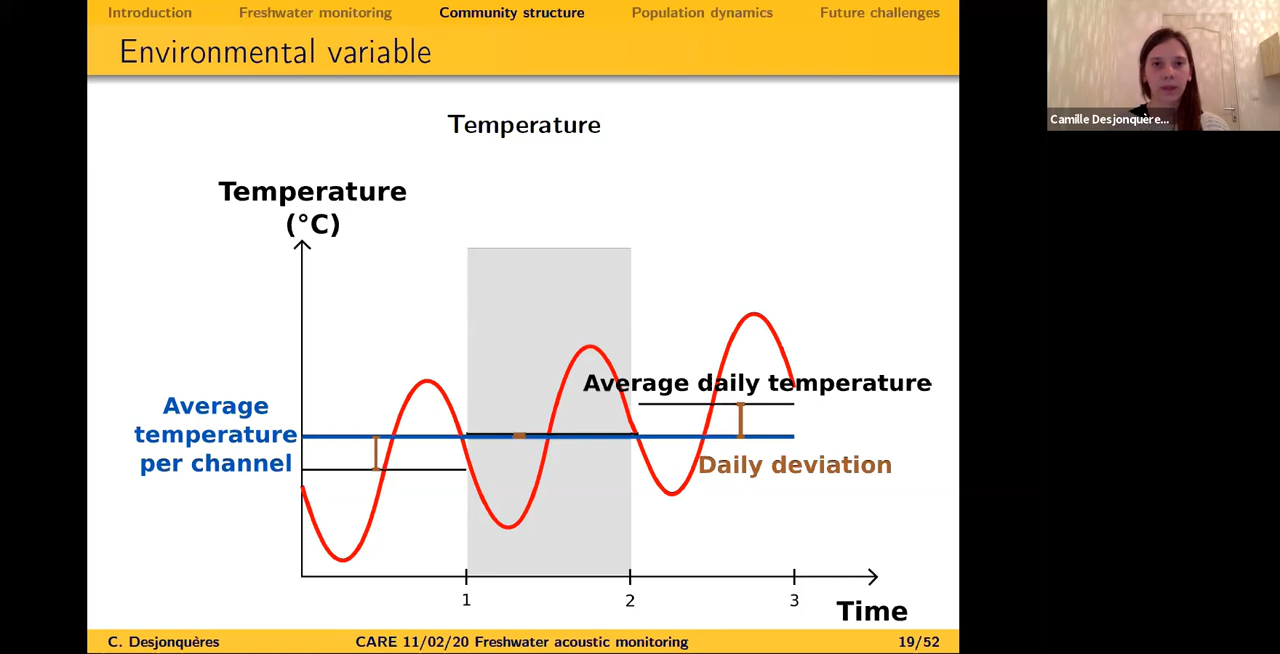 Introduction Freshwater monitoring Community structure Population dynamics Future challenges
Environmental variable
Camille Desjonquère...
Temperature
Temperature
(°C)
Average daily temperature
Average
temperature
per channel
Daily deviation
1 2 3
Time
C. Desjonquères CARE 11/02/20 Freshwater acoustic monitoring 19/52